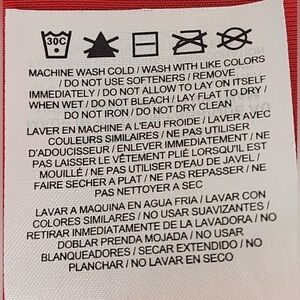 30C
MACHINE WASH COLD / WASH WITH LIKE COLORS
/ DO NOT USE SOFTENERS / REMOVE
IMMEDIATELY / DO NOT ALLOW TO LAY ON ITSELF
WHEN WET / DO NOT BLEACH / LAY FLAT TO DRY /
DO NOT IRON / DO NOT DRY CLEAN
LAVER EN MACHINE A L'EAU FROIDE / LAVER AVEC
COULEURS SIMILAIRES / NE PAS UTILISER
D'ADOUCISSEUR / ENLEVER IMMÉDIATEMENT / NE
PAS LAISSER LE VÊTEMENT PLIÉ LORSQU'IL EST
MOUILLÉ / NE PAS UTILISER D'EAU DE JAVEL /
FAIRE SECHER A PLAT / NE PAS REPASSER / NE
PAS NETTOYER A SEC
LAVAR A MAQUINA EN AGUA FRIA / LAVAR CON
COLORES SIMILARES / NO USAR SUAVIZANTES /
RETIRAR INMEDIATAMENTE DE LA LAVADORA / NO
DOBLAR PRENDA MOJADA / NO USAR
BLANQUEADORES / SECAR EXTENDIDO / NO
PLANCHAR / NO LAVAR EN SECO